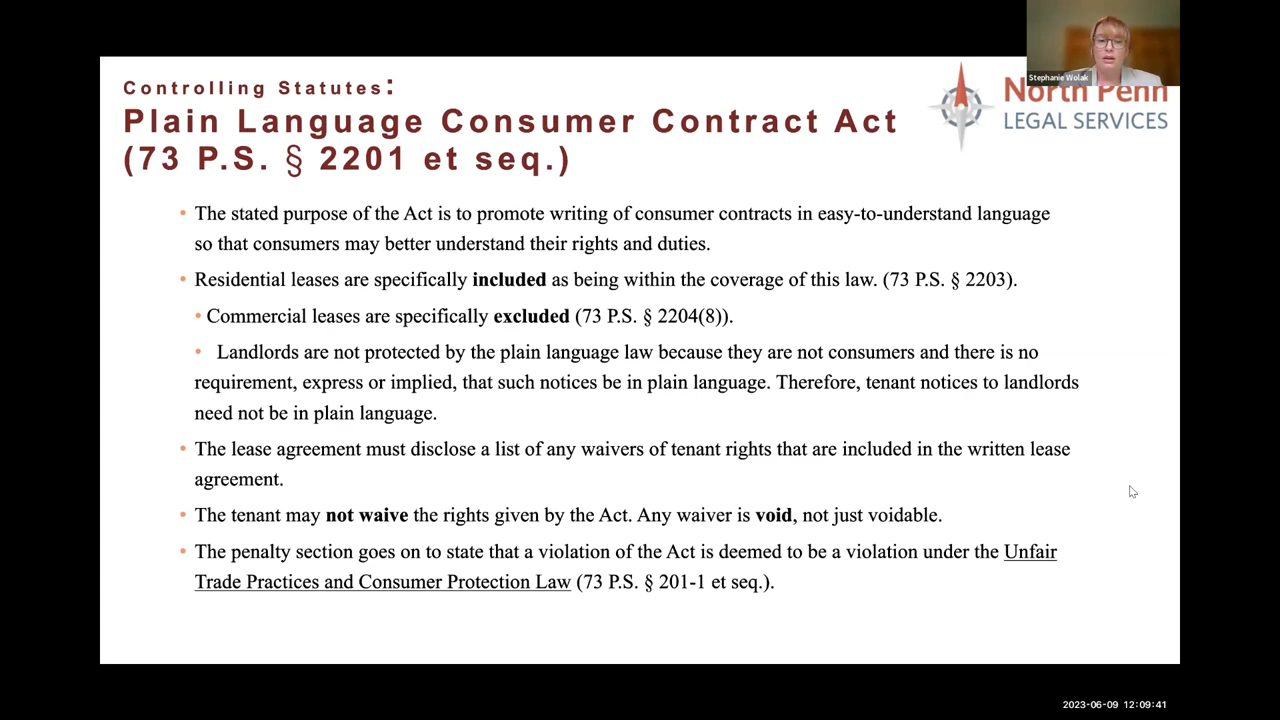 Stephanie Wolak
North Penn
LEGAL SERVICES
Controlling Statutes:
Plain Language Consumer Contract Act
(73 P.S. § 2201 et seq.)
• The stated purpose of the Act is to promote writing of consumer contracts in easy-to-understand language
so that consumers may better understand their rights and duties.
• Residential leases are specifically included as being within the coverage of this law. (73 P.S. § 2203).
• Commercial leases are specifically excluded (73 P.S. § 2204(8)).
• Landlords are not protected by the plain language law because they are not consumers and there is no
requirement, express or implied, that such notices be in plain language. Therefore, tenant notices to landlords
need not be in plain language.
• The lease agreement must disclose a list of any waivers of tenant rights that are included in the written lease
agreement.
• The tenant may not waive the rights given by the Act. Any waiver is void, not just voidable.
• The penalty section goes on to state that a violation of the Act is deemed to be a violation under the Unfair
Trade Practices and Consumer Protection Law (73 P.S. § 201-1 et seq.).
2023-06-09 12:09:41